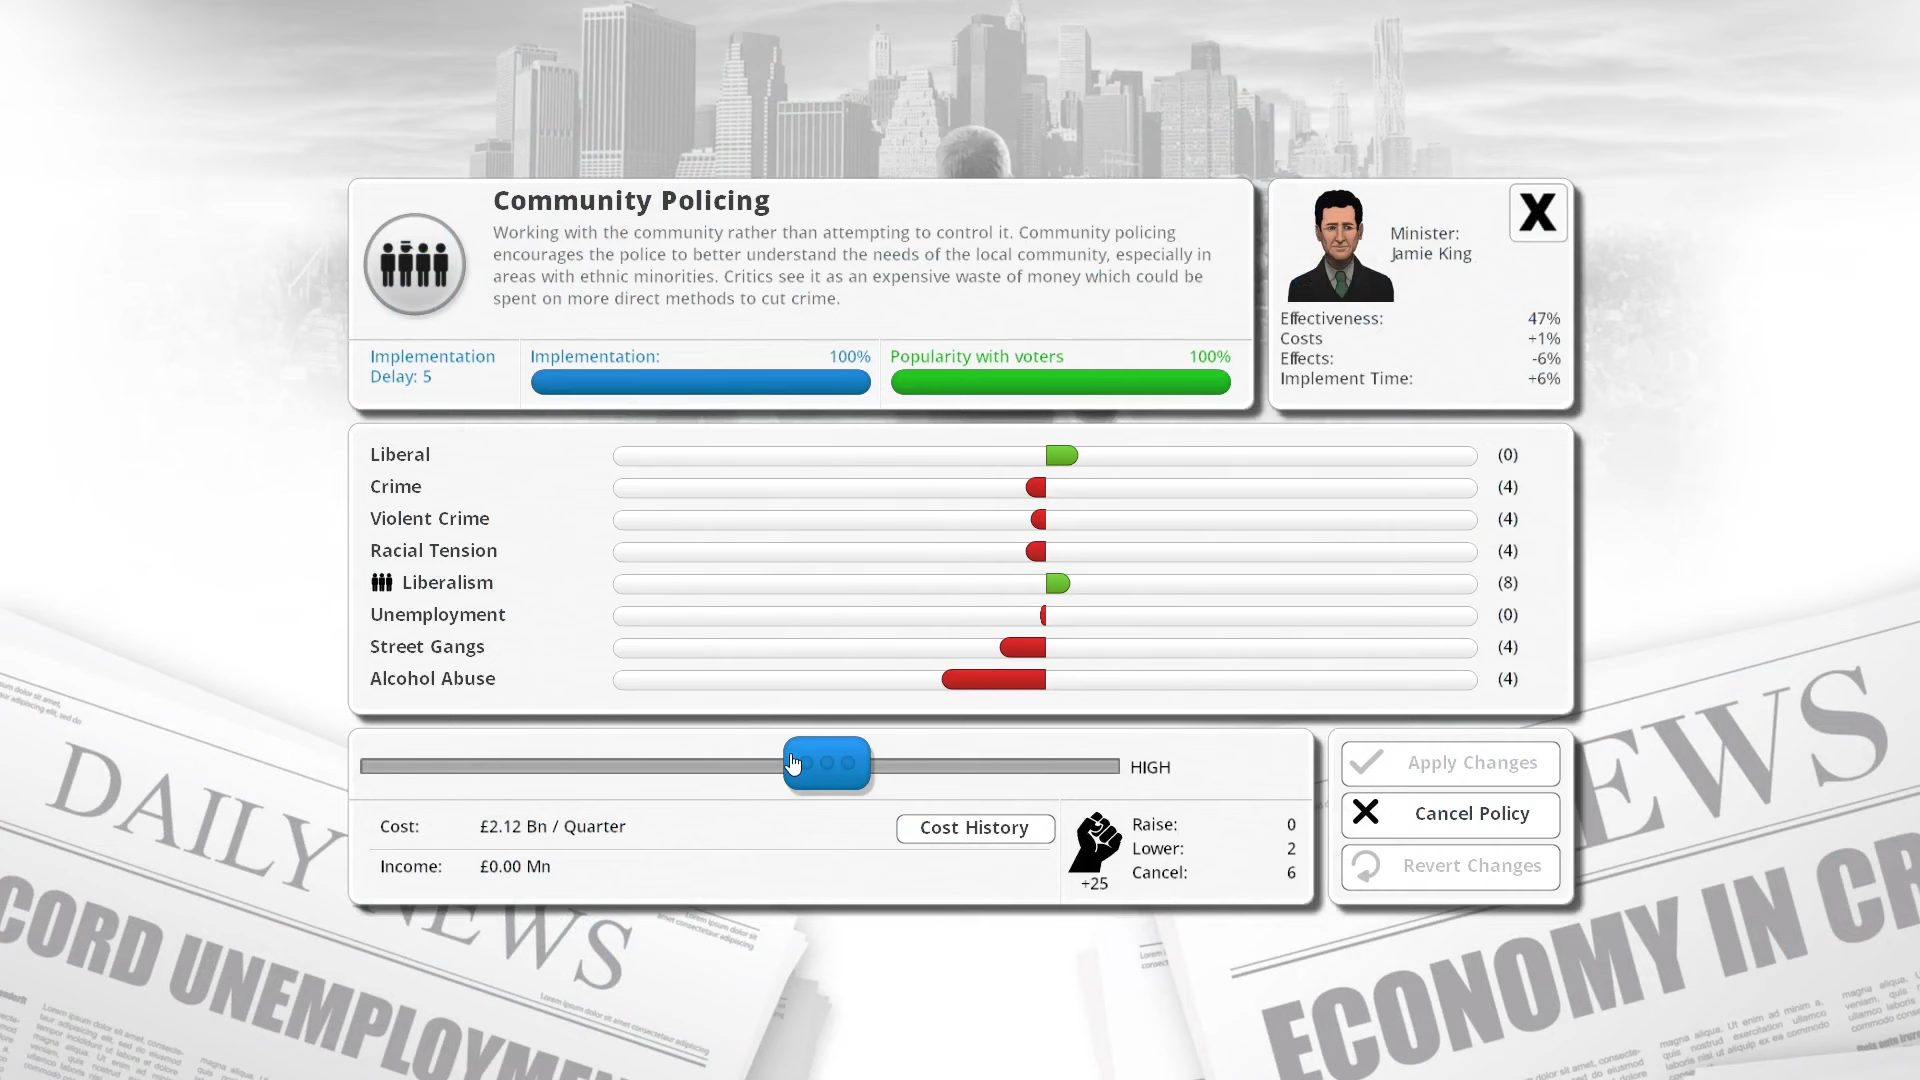 Community Policing
Working with the community rather than attempting to control it. Community policing
encourages the police to better understand the needs of the local community, especially in
areas with ethnic minorities. Critics see it as an expensive waste of money which could be
spent on more direct methods to cut crime.
Implementation
Delay: 5
Implementation: 100%
Popularity with voters 100%
Minister:
Jamie King
X
Effectiveness: 47%
Costs +1%
Effects: -6%
Implement Time: +6%
Liberal (0)
Crime (4)
Violent Crime (4)
Racial Tension (4)
Liberalism (8)
Unemployment (0)
Street Gangs (4)
Alcohol Abuse (4)
HIGH
Cost: £2.12 Bn / Quarter
Cost History
Income: £0.00 Mn
+25
Raise: 0
Lower: 2
Cancel: 6
Apply Changes
Cancel Policy
Revert Changes
DAILY NEWS
CORD UNEMPLOYME
EWS
ECONOMY IN CR